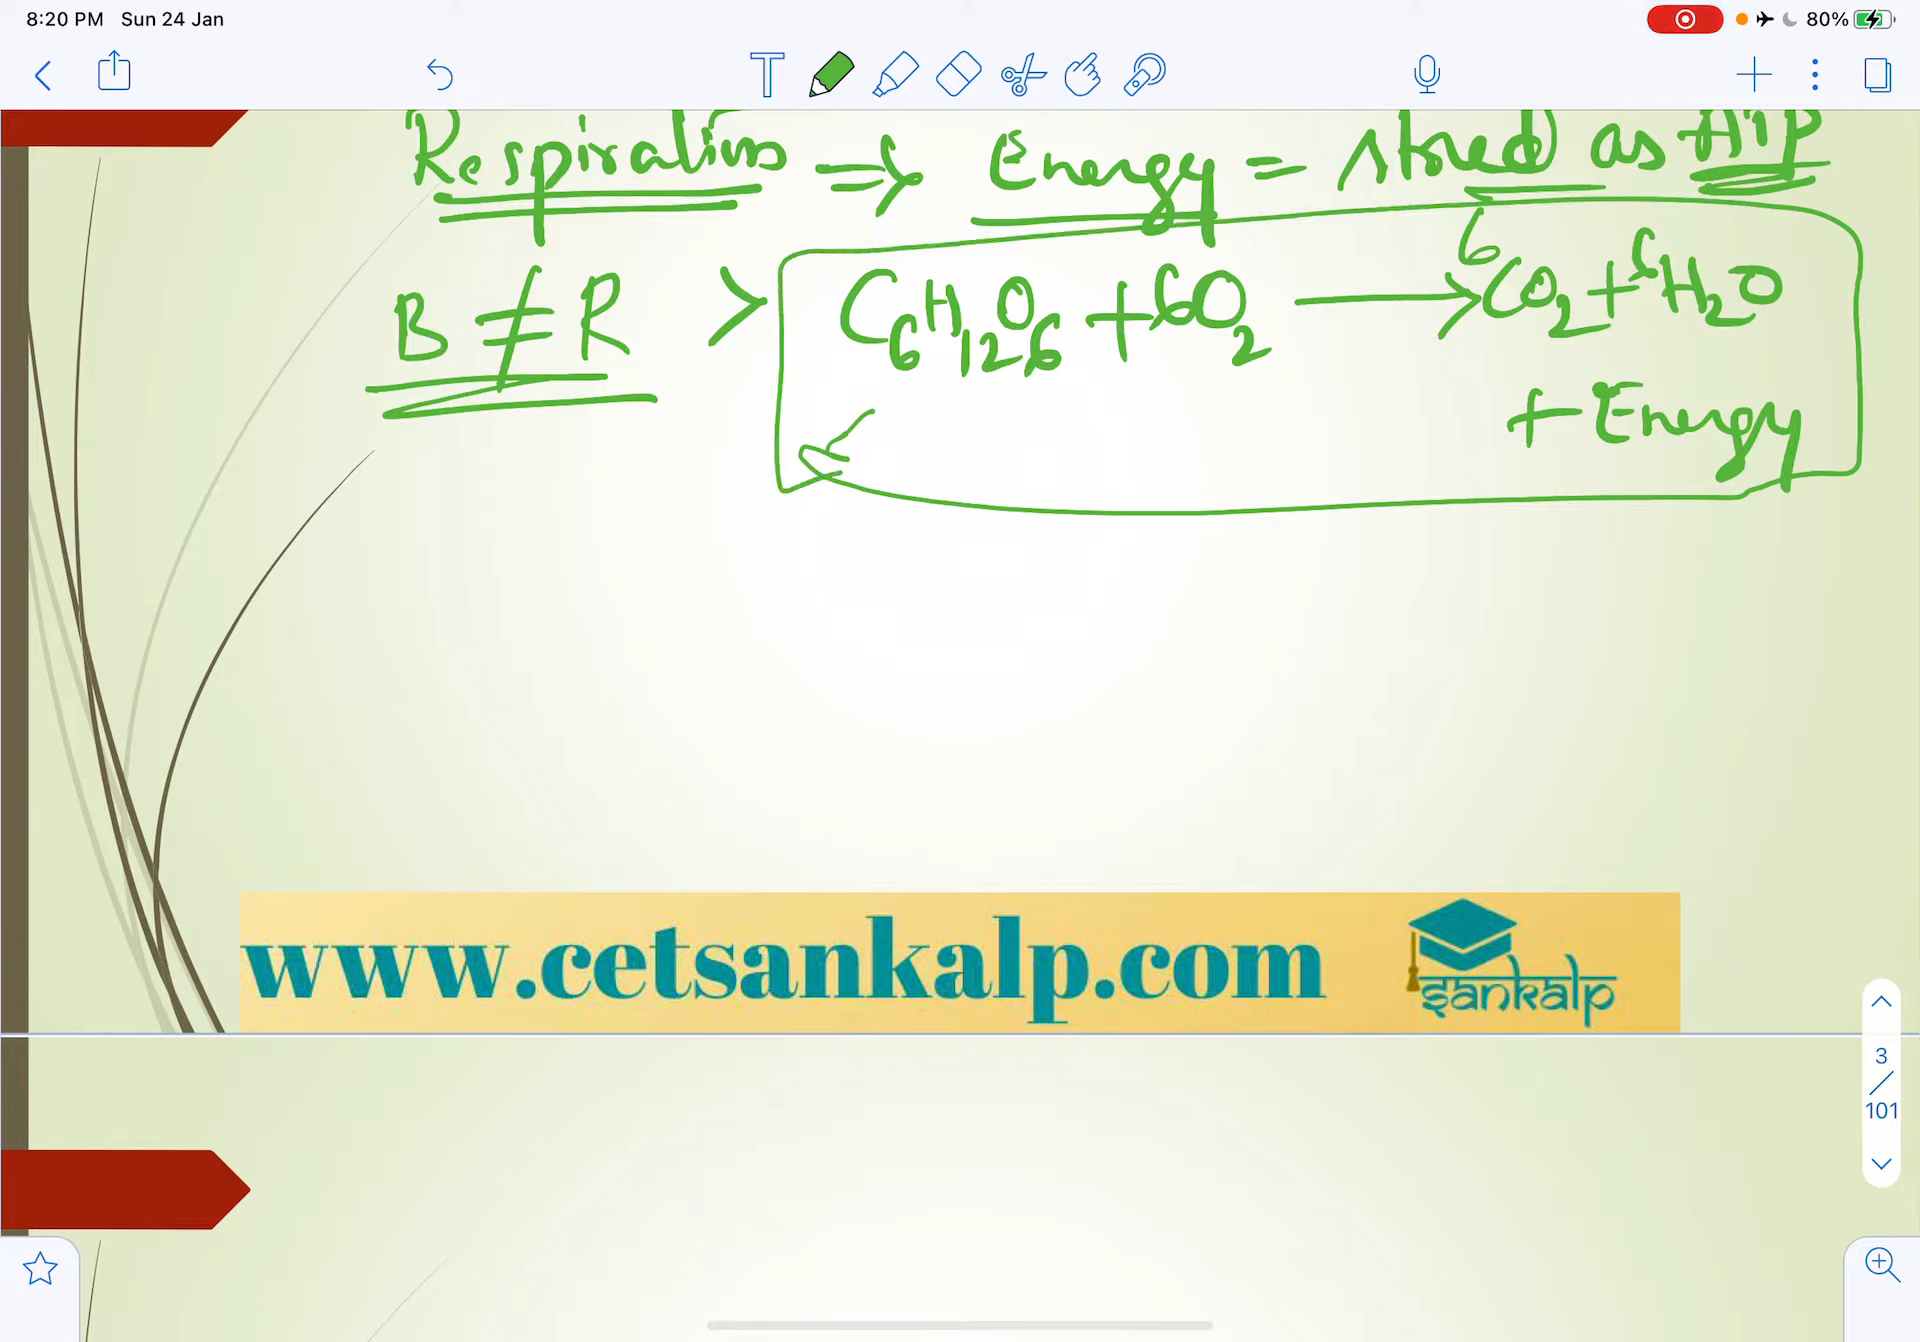 8:20 PM Sun 24 Jan 80%
T
Respiration ⇒ Energy = stored as ATP
B ≠ R > C6H12O6 + 6O2 → 6CO2 + 6H2O
+ Energy
www.cetsankalp.com
sankalp
3
101